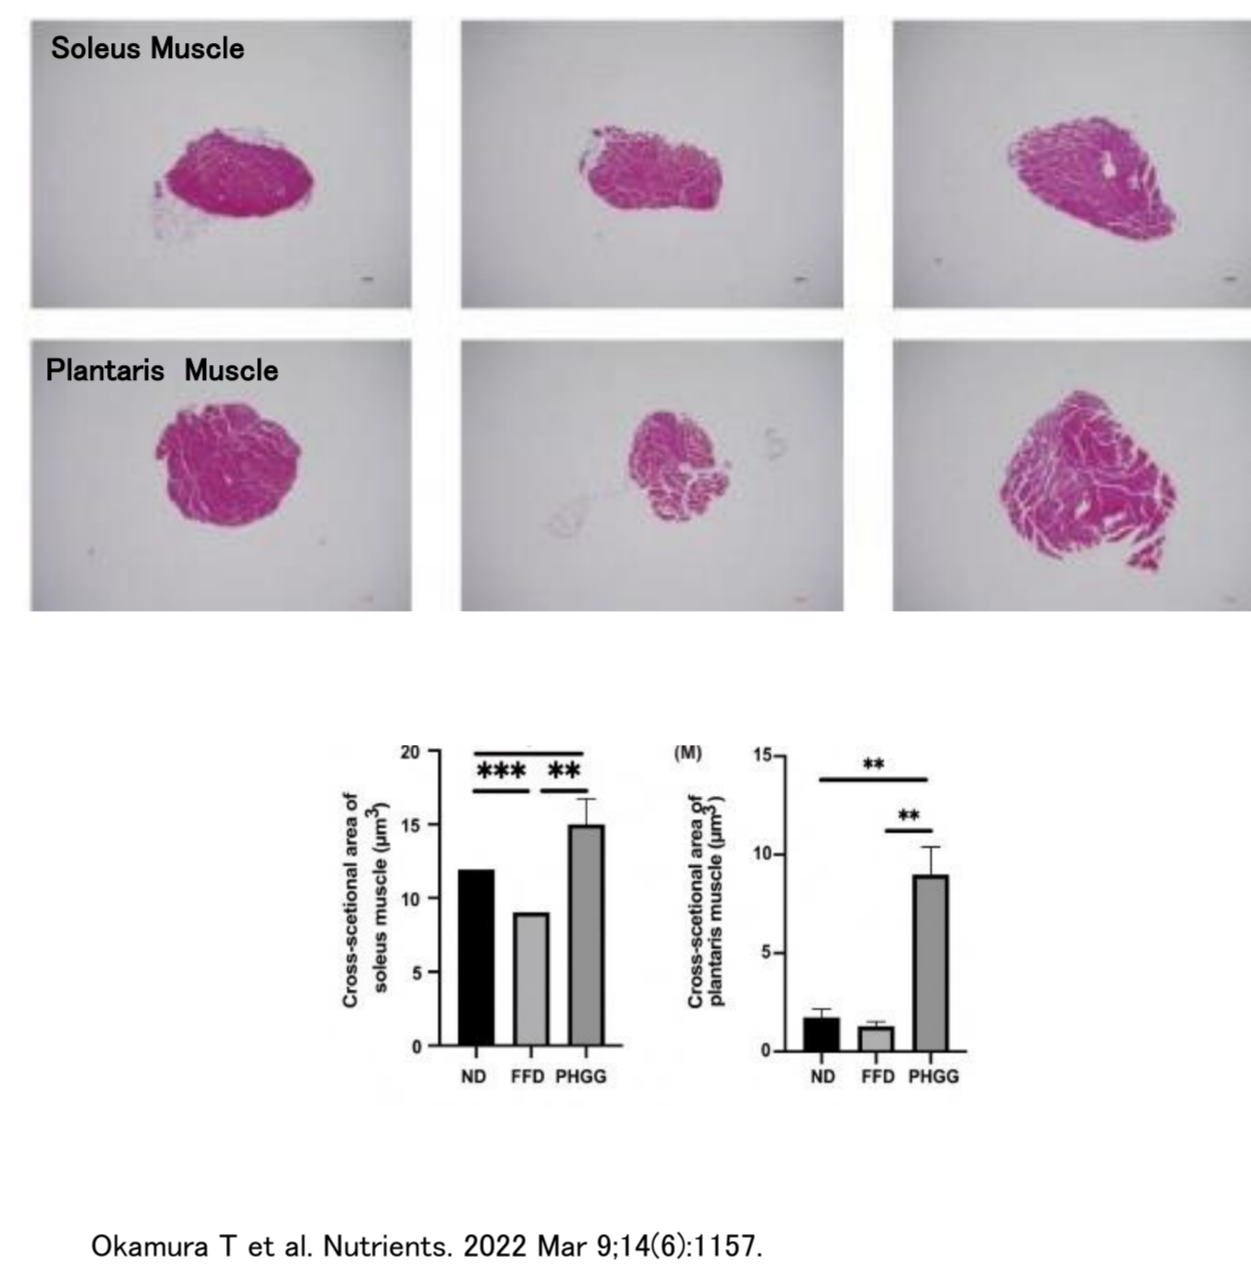 Soleus Muscle
Plantaris Muscle
20
15
10
5
0
Cross-scetional area of
soleus muscle (μm3)
*** **
ND FFD PHGG
(M)
15
10
5
0
Cross-scetional area of
plantaris muscle (μm3)
**
**
ND FFD PHGG
Okamura T et al. Nutrients. 2022 Mar 9;14(6):1157.